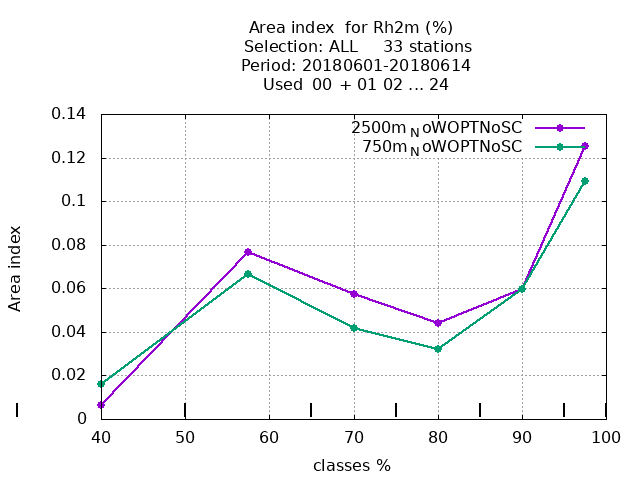 Area index  for Rh2m (%)
Selection: ALL     33 stations
Period: 20180601-20180614
Used  00 + 01 02 ... 24
2500m_NoWOPTNoSC
750m_NoWOPTNoSC
0.14
0.12
0.1
0.08
0.06
0.04
0.02
0
Area index
40 50 60 70 80 90 100
classes %